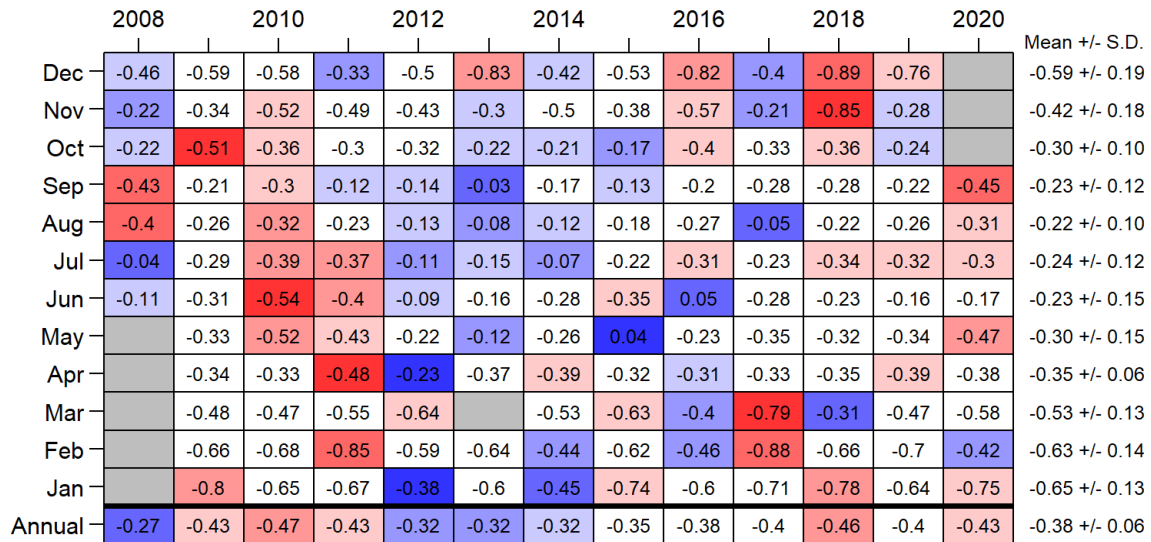 2008 2010 2012 2014 2016 2018 2020
Mean +/- S.D.
Dec -0.46 -0.59 -0.58 -0.33 -0.5 -0.83 -0.42 -0.53 -0.82 -0.4 -0.89 -0.76 -0.59 +/- 0.19
Nov -0.22 -0.34 -0.52 -0.49 -0.43 -0.3 -0.5 -0.38 -0.57 -0.21 -0.85 -0.28 -0.42 +/- 0.18
Oct -0.22 -0.51 -0.36 -0.3 -0.32 -0.22 -0.21 -0.17 -0.4 -0.33 -0.36 -0.24 -0.30 +/- 0.10
Sep -0.43 -0.21 -0.3 -0.12 -0.14 -0.03 -0.17 -0.13 -0.2 -0.28 -0.28 -0.22 -0.45 -0.23 +/- 0.12
Aug -0.4 -0.26 -0.32 -0.23 -0.13 -0.08 -0.12 -0.18 -0.27 -0.05 -0.22 -0.26 -0.31 -0.22 +/- 0.10
Jul -0.04 -0.29 -0.39 -0.37 -0.11 -0.15 -0.07 -0.22 -0.31 -0.23 -0.34 -0.32 -0.3 -0.24 +/- 0.12
Jun -0.11 -0.31 -0.54 -0.4 -0.09 -0.16 -0.28 -0.35 0.05 -0.28 -0.23 -0.16 -0.17 -0.23 +/- 0.15
May -0.33 -0.52 -0.43 -0.22 -0.12 -0.26 0.04 -0.23 -0.35 -0.32 -0.34 -0.47 -0.30 +/- 0.15
Apr -0.34 -0.33 -0.48 -0.23 -0.37 -0.39 -0.32 -0.31 -0.33 -0.35 -0.39 -0.38 -0.35 +/- 0.06
Mar -0.48 -0.47 -0.55 -0.64 -0.53 -0.63 -0.4 -0.79 -0.31 -0.47 -0.58 -0.53 +/- 0.13
Feb -0.66 -0.68 -0.85 -0.59 -0.64 -0.44 -0.62 -0.46 -0.88 -0.66 -0.7 -0.42 -0.63 +/- 0.14
Jan -0.8 -0.65 -0.67 -0.38 -0.6 -0.45 -0.74 -0.6 -0.71 -0.78 -0.64 -0.75 -0.65 +/- 0.13
Annual -0.27 -0.43 -0.47 -0.43 -0.32 -0.32 -0.32 -0.35 -0.38 -0.4 -0.46 -0.4 -0.43 -0.38 +/- 0.06